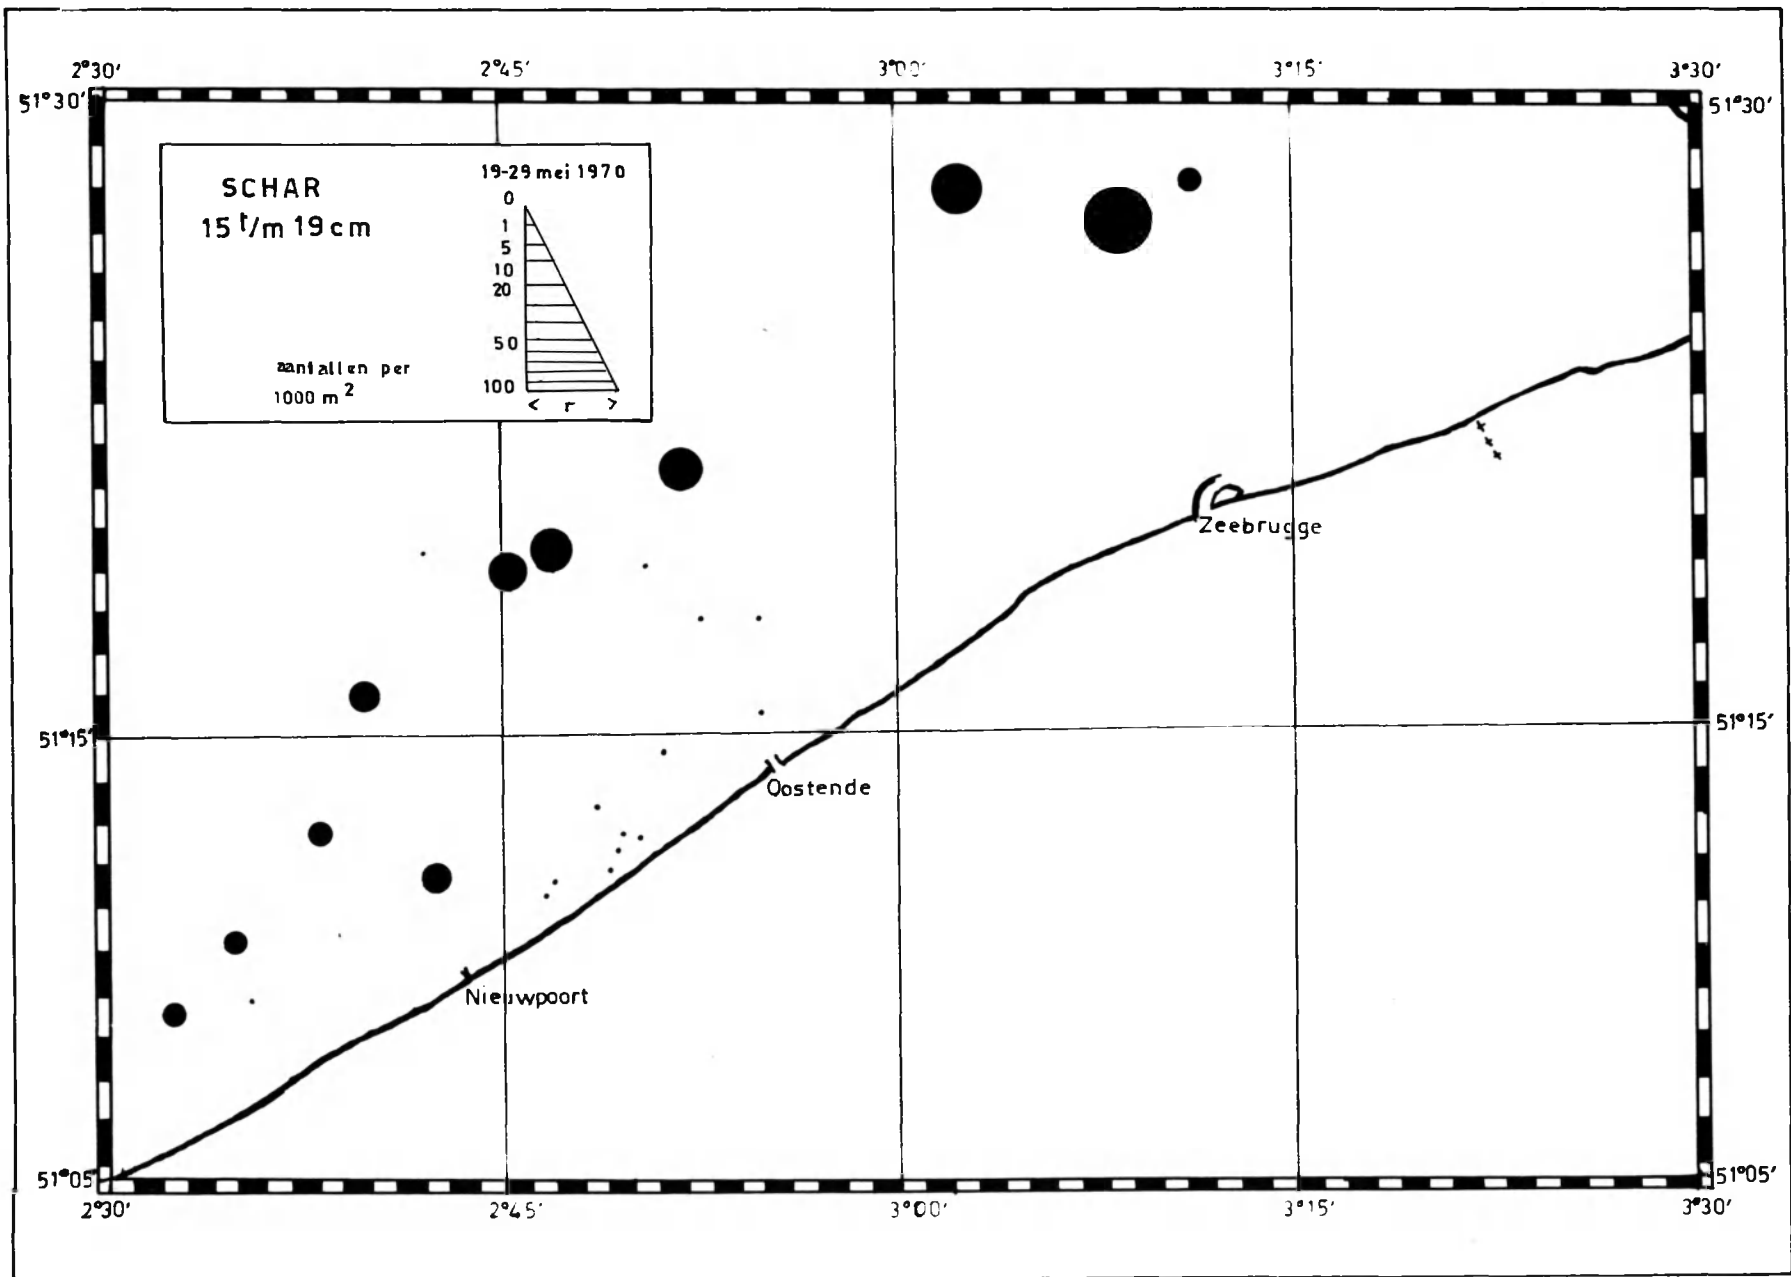 2°30′ 2°45′ 3°00′ 3°15′ 3°30′
51°30′ 51°30′
SCHAR
15 t/m 19 cm
19-29 mei 1970
0
1
5
10
20
50
100
< r >
aantallen per
1000 m 2
Zeebrugge
51°15′ 51°15′
Oostende
Nieuwpoort
51°05′ 51°05′
2°30′ 2°45′ 3°00′ 3°15′ 3°30′